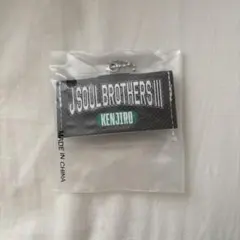 J SOUL BROTHERS III
KENJIRO
MADE IN CHINA